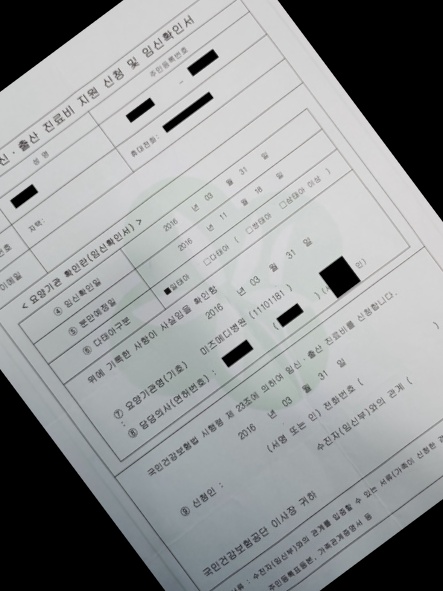 신 · 출산 진료비 지원 신청 및 임신확인서
성 명
주민등록번호
-
자택 :
휴대전화 :
< 요양기관 확인란(임신확인서) >
④ 임신확인일 2016 년 03 월 31 일
⑤ 분만예정일 2016 년 11 월 18 일
⑥ 다태아구분 ■일태아 □다태아 ( □쌍태아 □삼태아 이상 )
위에 기록한 사항이 사실임을 확인함
2016 년 03 월 31 일
⑦ 요양기관명(기호) 미즈메디병원 (11101181 )
⑧ 담당의사(면허번호) : ( ) ( 인)
국민건강보험법 시행령 제 23조에 의하여 임신 · 출산 진료비를 신청합니다.
2016 년 03 월 31 일
⑨ 신청인 : (서명 또는 인) 전화번호 (
수진자(임신부)와의 관계 (
국민건강보험공단 이사장 귀하
서류 : 수진자(임신부)와의 관계를 입증할 수 있는 서류(가족이 신청한
주민등록등본, 가족관계증명서 등